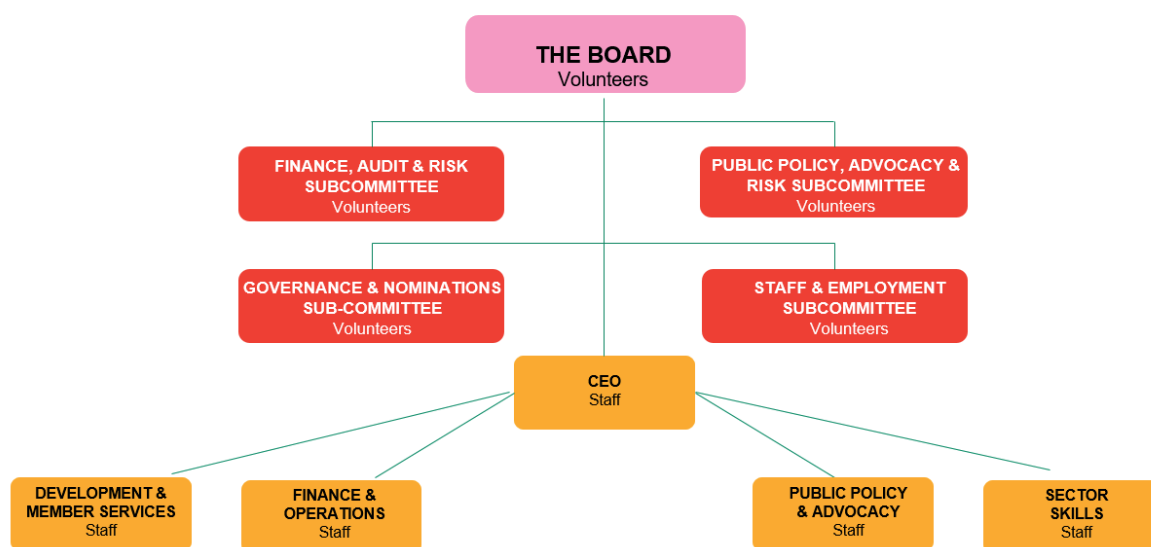 THE BOARD
Volunteers
FINANCE, AUDIT & RISK
SUBCOMMITTEE
Volunteers
PUBLIC POLICY, ADVOCACY &
RISK SUBCOMMITTEE
Volunteers
GOVERNANCE & NOMINATIONS
SUB-COMMITTEE
Volunteers
STAFF & EMPLOYMENT
SUBCOMMITTEE
Volunteers
CEO
Staff
DEVELOPMENT &
MEMBER SERVICES
Staff
FINANCE &
OPERATIONS
Staff
PUBLIC POLICY
& ADVOCACY
Staff
SECTOR
SKILLS
Staff